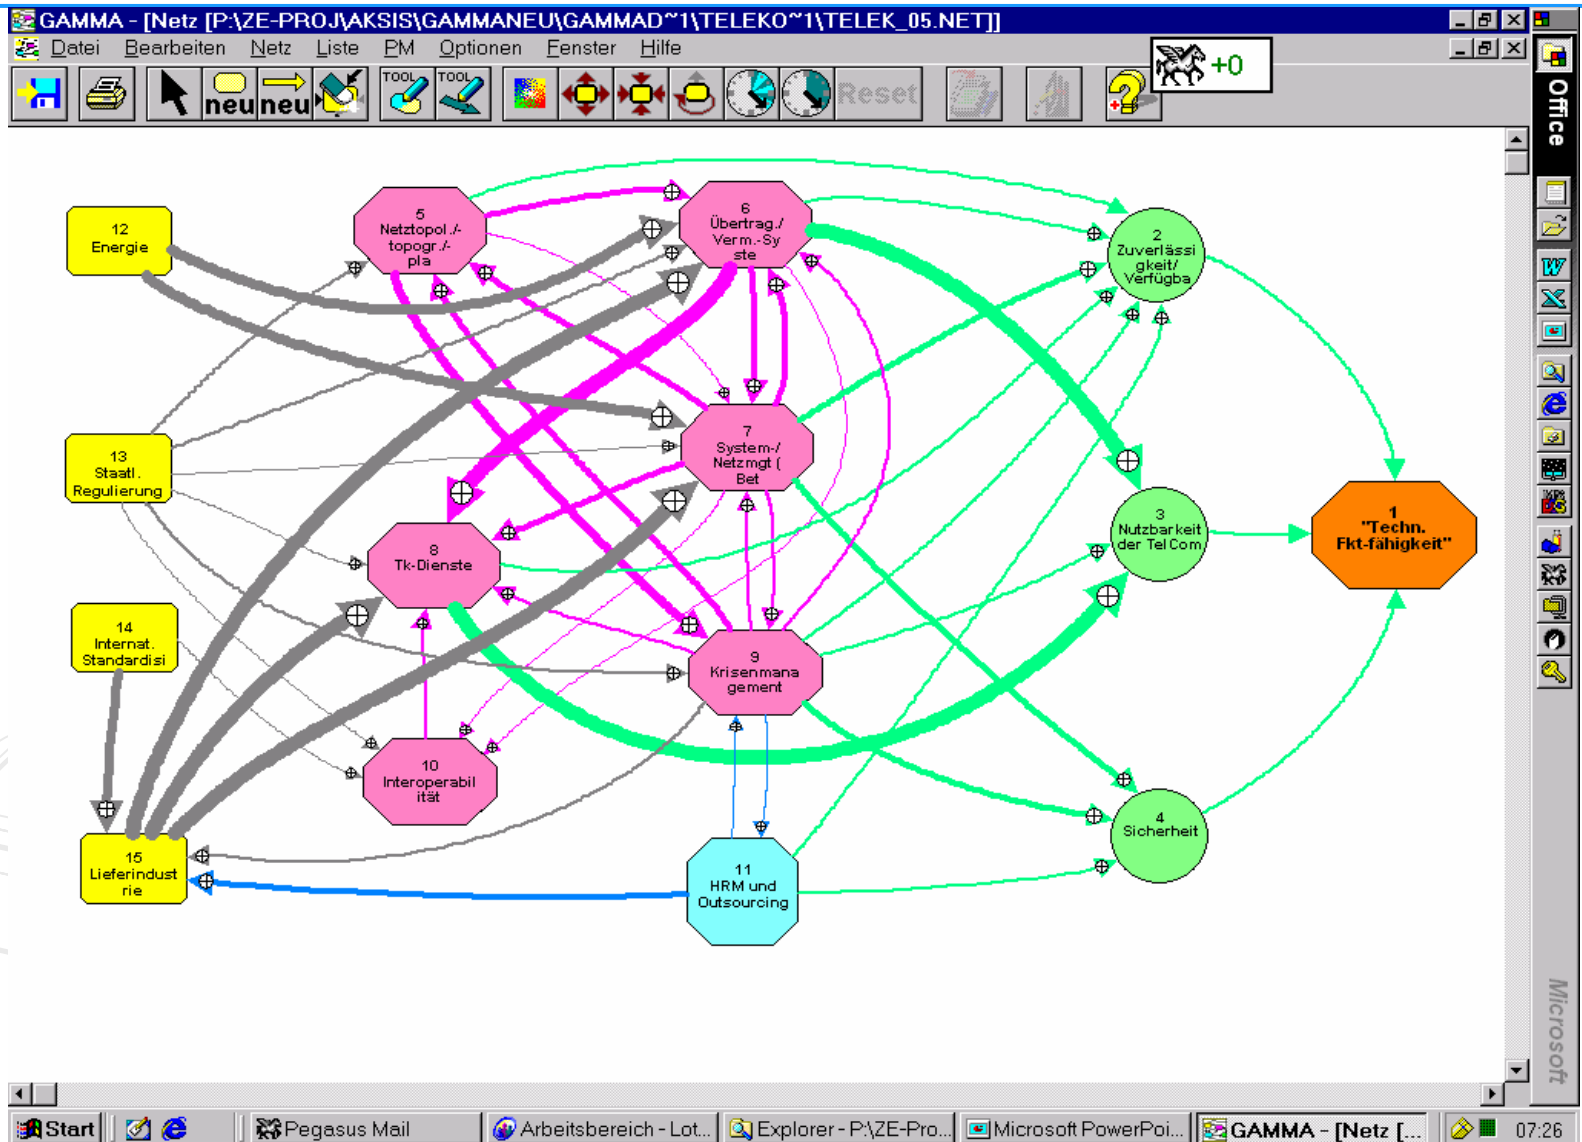 GAMMA - [Netz [P:\ZE-PROJ\AKSIS\GAMMANEU\GAMMAD~1\TELEKO~1\TELEK_05.NET]]
Datei Bearbeiten Netz Liste PM Optionen Fenster Hilfe
+0
neu neu TOOL TOOL Reset
Office
12
Energie
5
Netztopol./-
topogr./-
pla
6
Übertrag./
Verm.-Sy
ste
2
Zuverlässi
gkeit/
Verfügba
13
Staatl.
Regulierung
7
System-/
Netzmgt (
Bet
3
Nutzbarkeit
der TelCom
1
"Techn.
Fkt-fähigkeit"
8
Tk-Dienste
14
Internat.
Standardisi
9
Krisenmana
gement
10
Interoperabil
ität
4
Sicherheit
15
Lieferindust
rie
11
HRM und
Outsourcing
Microsoft
Start Pegasus Mail Arbeitsbereich - Lot... Explorer - P:\ZE-Pro... Microsoft PowerPoi... GAMMA - [Netz [... 07:26